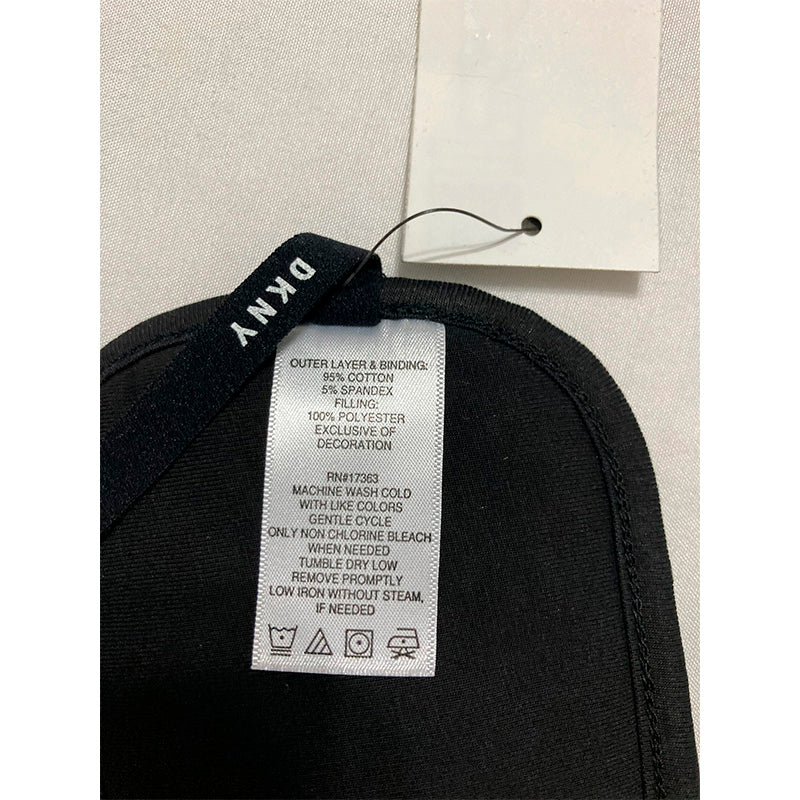 DKNY
OUTER LAYER & BINDING:
95% COTTON
5% SPANDEX
FILLING:
100% POLYESTER
EXCLUSIVE OF
DECORATION
RN#17363
MACHINE WASH COLD
WITH LIKE COLORS
GENTLE CYCLE
ONLY NON CHLORINE BLEACH
WHEN NEEDED
TUMBLE DRY LOW
REMOVE PROMPTLY
LOW IRON WITHOUT STEAM,
IF NEEDED